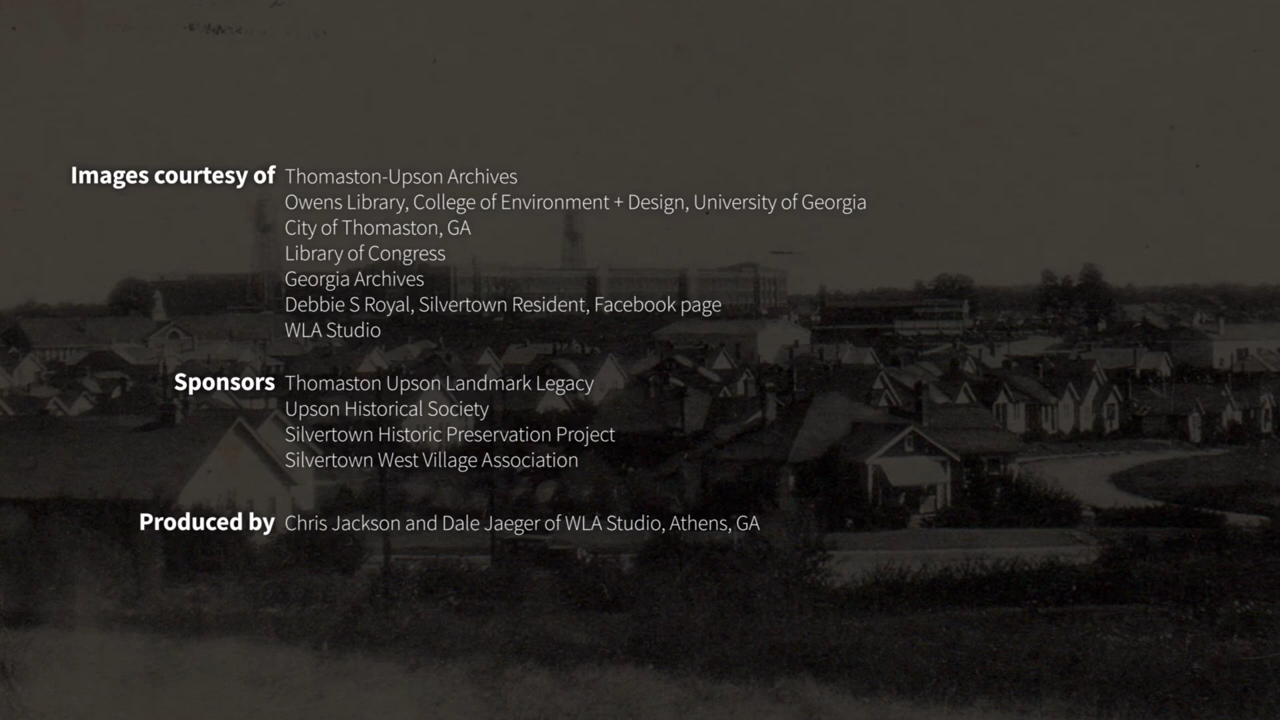 Images courtesy of Thomaston-Upson Archives
Owens Library, College of Environment + Design, University of Georgia
City of Thomaston, GA
Library of Congress
Georgia Archives
Debbie S Royal, Silvertown Resident, Facebook page
WLA Studio
Sponsors Thomaston Upson Landmark Legacy
Upson Historical Society
Silvertown Historic Preservation Project
Silvertown West Village Association
Produced by Chris Jackson and Dale Jaeger of WLA Studio, Athens, GA